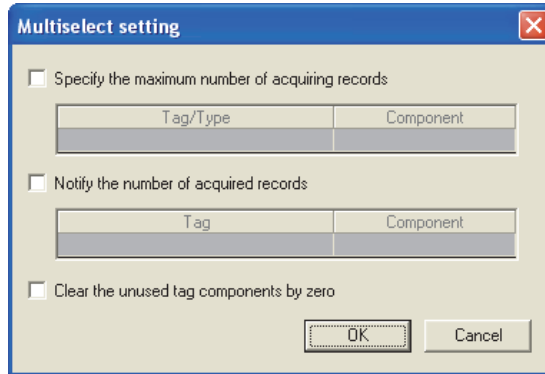 Multiselect setting
Specify the maximum number of acquiring records
Tag/Type Component
Notify the number of acquired records
Tag Component
Clear the unused tag components by zero
OK Cancel